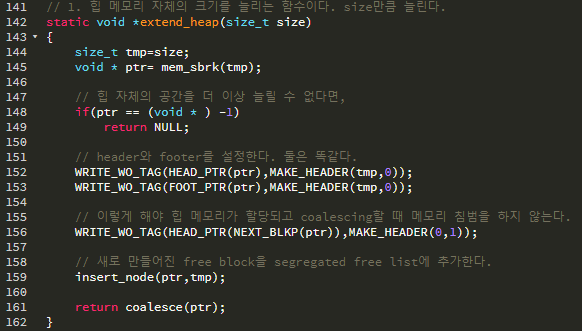 141 // 1. 힙 메모리 자체의 크기를 늘리는 함수이다. size만큼 늘린다.
142 static void *extend_heap(size_t size)
143 {
144 size_t tmp=size;
145 void * ptr= mem_sbrk(tmp);
146
147 // 힙 자체의 공간을 더 이상 늘릴 수 없다면,
148 if(ptr == (void * ) -1)
149 return NULL;
150
151 // header와 footer를 설정한다. 둘은 똑같다.
152 WRITE_WO_TAG(HEAD_PTR(ptr),MAKE_HEADER(tmp,0));
153 WRITE_WO_TAG(FOOT_PTR(ptr),MAKE_HEADER(tmp,0));
154
155 // 이렇게 해야 힙 메모리가 할당되고 coalescing할 때 메모리 침범을 하지 않는다.
156 WRITE_WO_TAG(HEAD_PTR(NEXT_BLKP(ptr)),MAKE_HEADER(0,1));
157
158 // 새로 만들어진 free block을 segregated free list에 추가한다.
159 insert_node(ptr,tmp);
160
161 return coalesce(ptr);
162 }